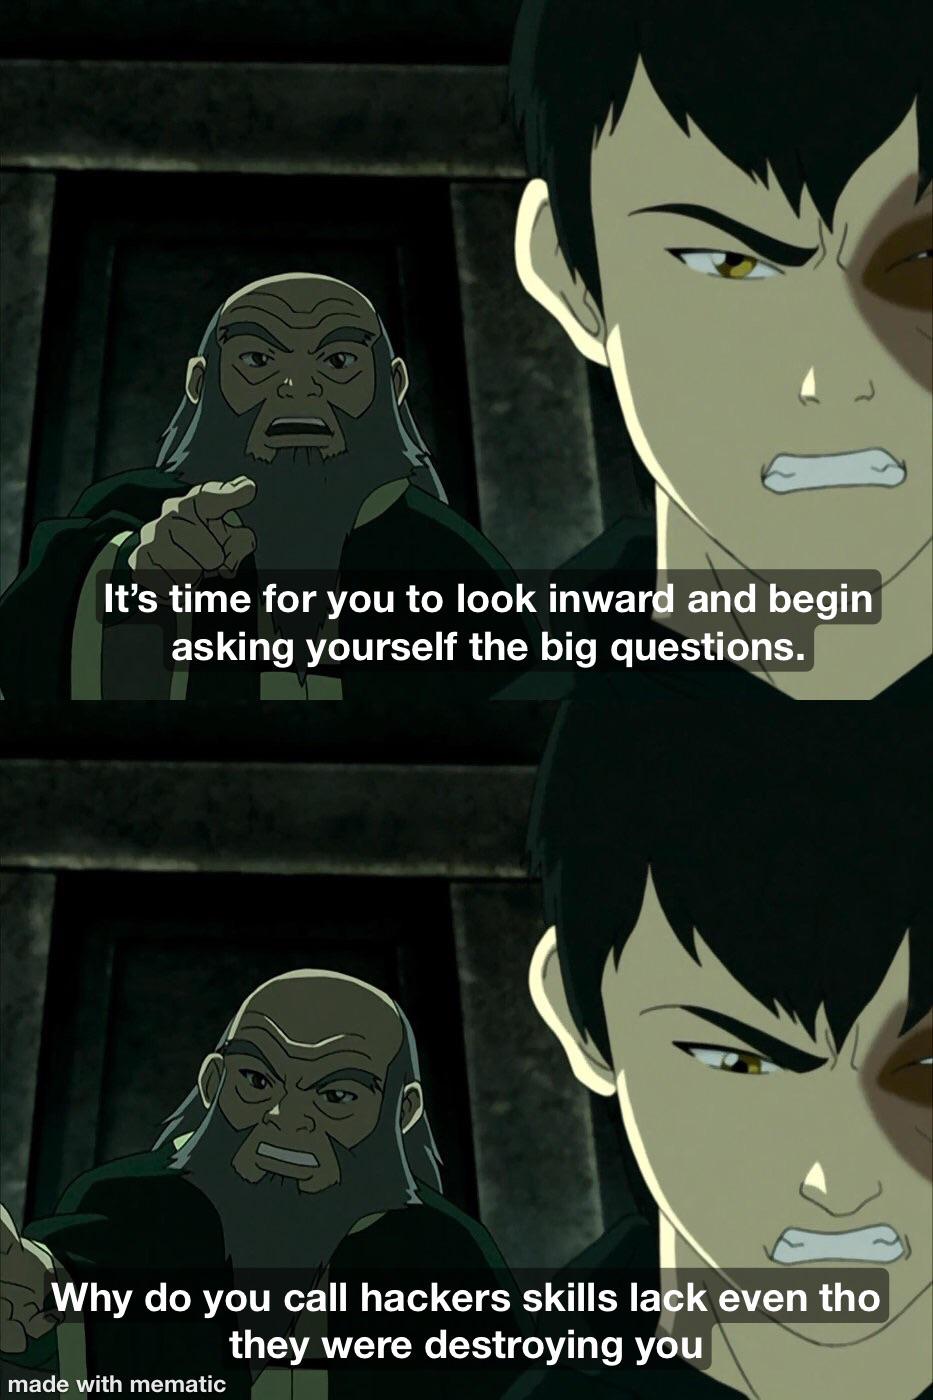 It's time for you to look inward and begin
asking yourself the big questions.
Why do you call hackers skills lack even tho
they were destroying you
made with mematic